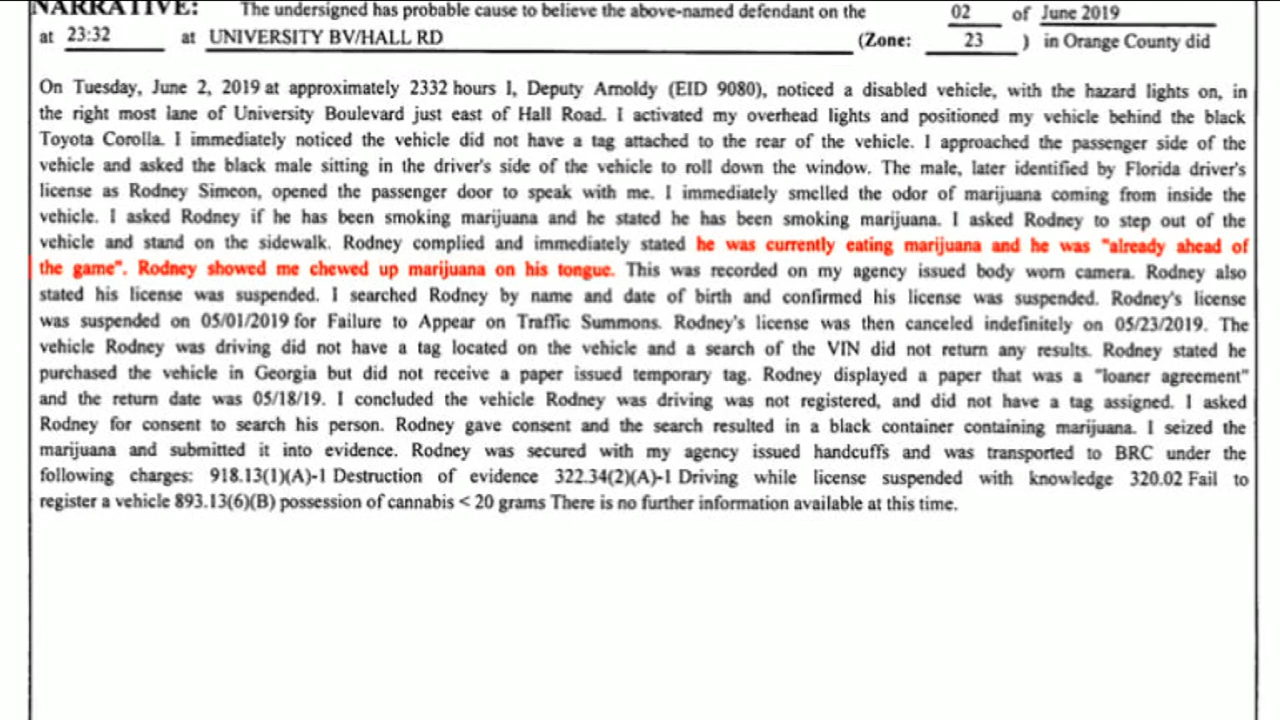 NARRATIVE: The undersigned has probable cause to believe the above-named defendant on the 02 of June 2019
at 23:32 at UNIVERSITY BV/HALL RD (Zone: 23 ) in Orange County did
On Tuesday, June 2, 2019 at approximately 2332 hours I, Deputy Arnoldy (EID 9080), noticed a disabled vehicle, with the hazard lights on, in
the right most lane of University Boulevard just east of Hall Road. I activated my overhead lights and positioned my vehicle behind the black
Toyota Corolla. I immediately noticed the vehicle did not have a tag attached to the rear of the vehicle. I approached the passenger side of the
vehicle and asked the black male sitting in the driver's side of the vehicle to roll down the window. The male, later identified by Florida driver's
license as Rodney Simeon, opened the passenger door to speak with me. I immediately smelled the odor of marijuana coming from inside the
vehicle. I asked Rodney if he has been smoking marijuana and he stated he has been smoking marijuana. I asked Rodney to step out of the
vehicle and stand on the sidewalk. Rodney complied and immediately stated he was currently eating marijuana and he was "already ahead of
the game". Rodney showed me chewed up marijuana on his tongue. This was recorded on my agency issued body worn camera. Rodney also
stated his license was suspended. I searched Rodney by name and date of birth and confirmed his license was suspended. Rodney's license
was suspended on 05/01/2019 for Failure to Appear on Traffic Summons. Rodney's license was then canceled indefinitely on 05/23/2019. The
vehicle Rodney was driving did not have a tag located on the vehicle and a search of the VIN did not return any results. Rodney stated he
purchased the vehicle in Georgia but did not receive a paper issued temporary tag. Rodney displayed a paper that was a "loaner agreement"
and the return date was 05/18/19. I concluded the vehicle Rodney was driving was not registered, and did not have a tag assigned. I asked
Rodney for consent to search his person. Rodney gave consent and the search resulted in a black container containing marijuana. I seized the
marijuana and submitted it into evidence. Rodney was secured with my agency issued handcuffs and was transported to BRC under the
following charges: 918.13(1)(A)-1 Destruction of evidence 322.34(2)(A)-1 Driving while license suspended with knowledge 320.02 Fail to
register a vehicle 893.13(6)(B) possession of cannabis < 20 grams There is no further information available at this time.